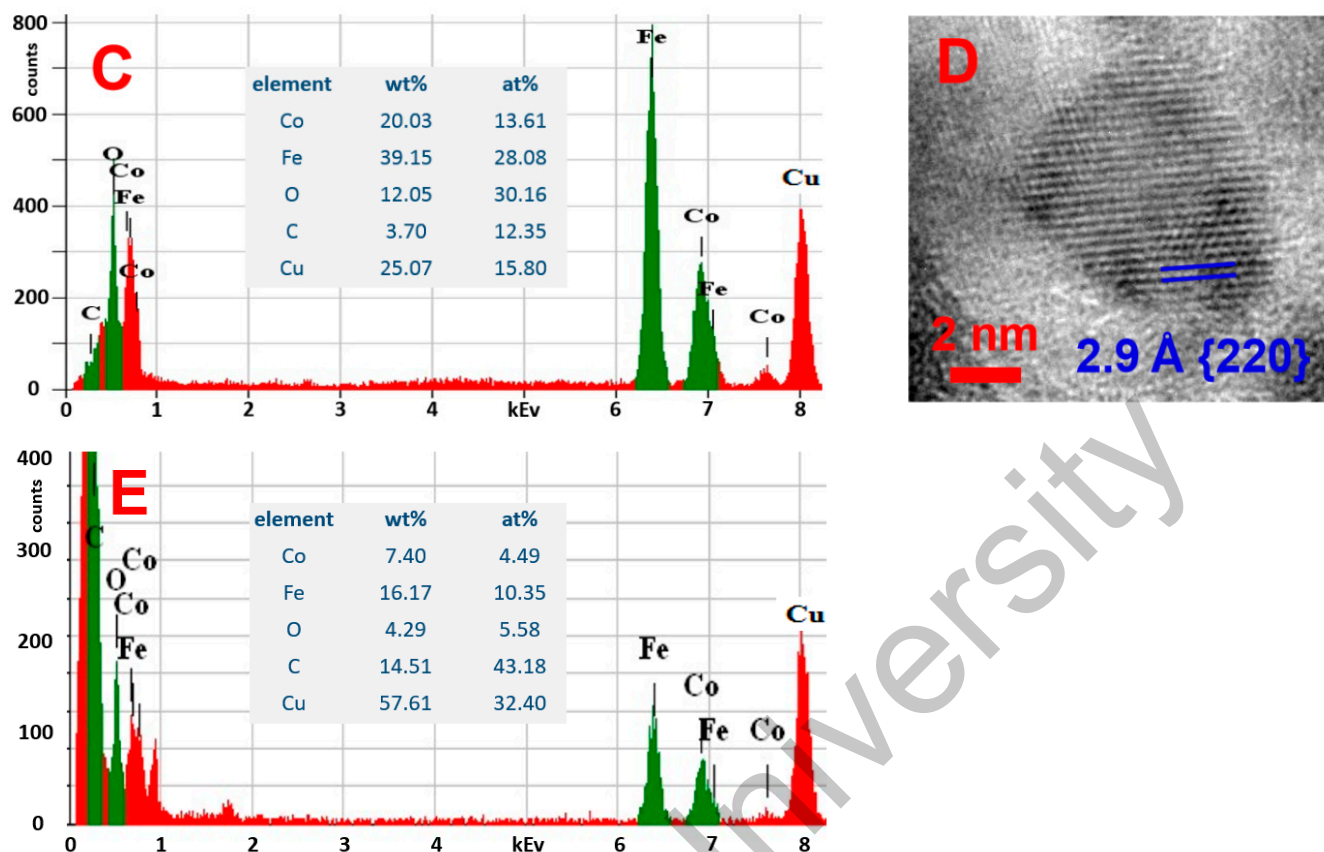 C
counts
800
600
400
200
0
0 1 2 3 4 5 6 7 8
kEv
element wt% at%
Co 20.03 13.61
Fe 39.15 28.08
O 12.05 30.16
C 3.70 12.35
Cu 25.07 15.80
C
O
Co
Fe
Co
Fe
Co
Fe
Co
Cu
D
2 nm
2.9 Å {220}
E
counts
400
300
200
100
0
0 1 2 3 4 5 6 7 8
kEv
element wt% at%
Co 7.40 4.49
Fe 16.17 10.35
O 4.29 5.58
C 14.51 43.18
Cu 57.61 32.40
C
Co
O
Co
Fe
Fe
Co
Fe
Co
Cu
University